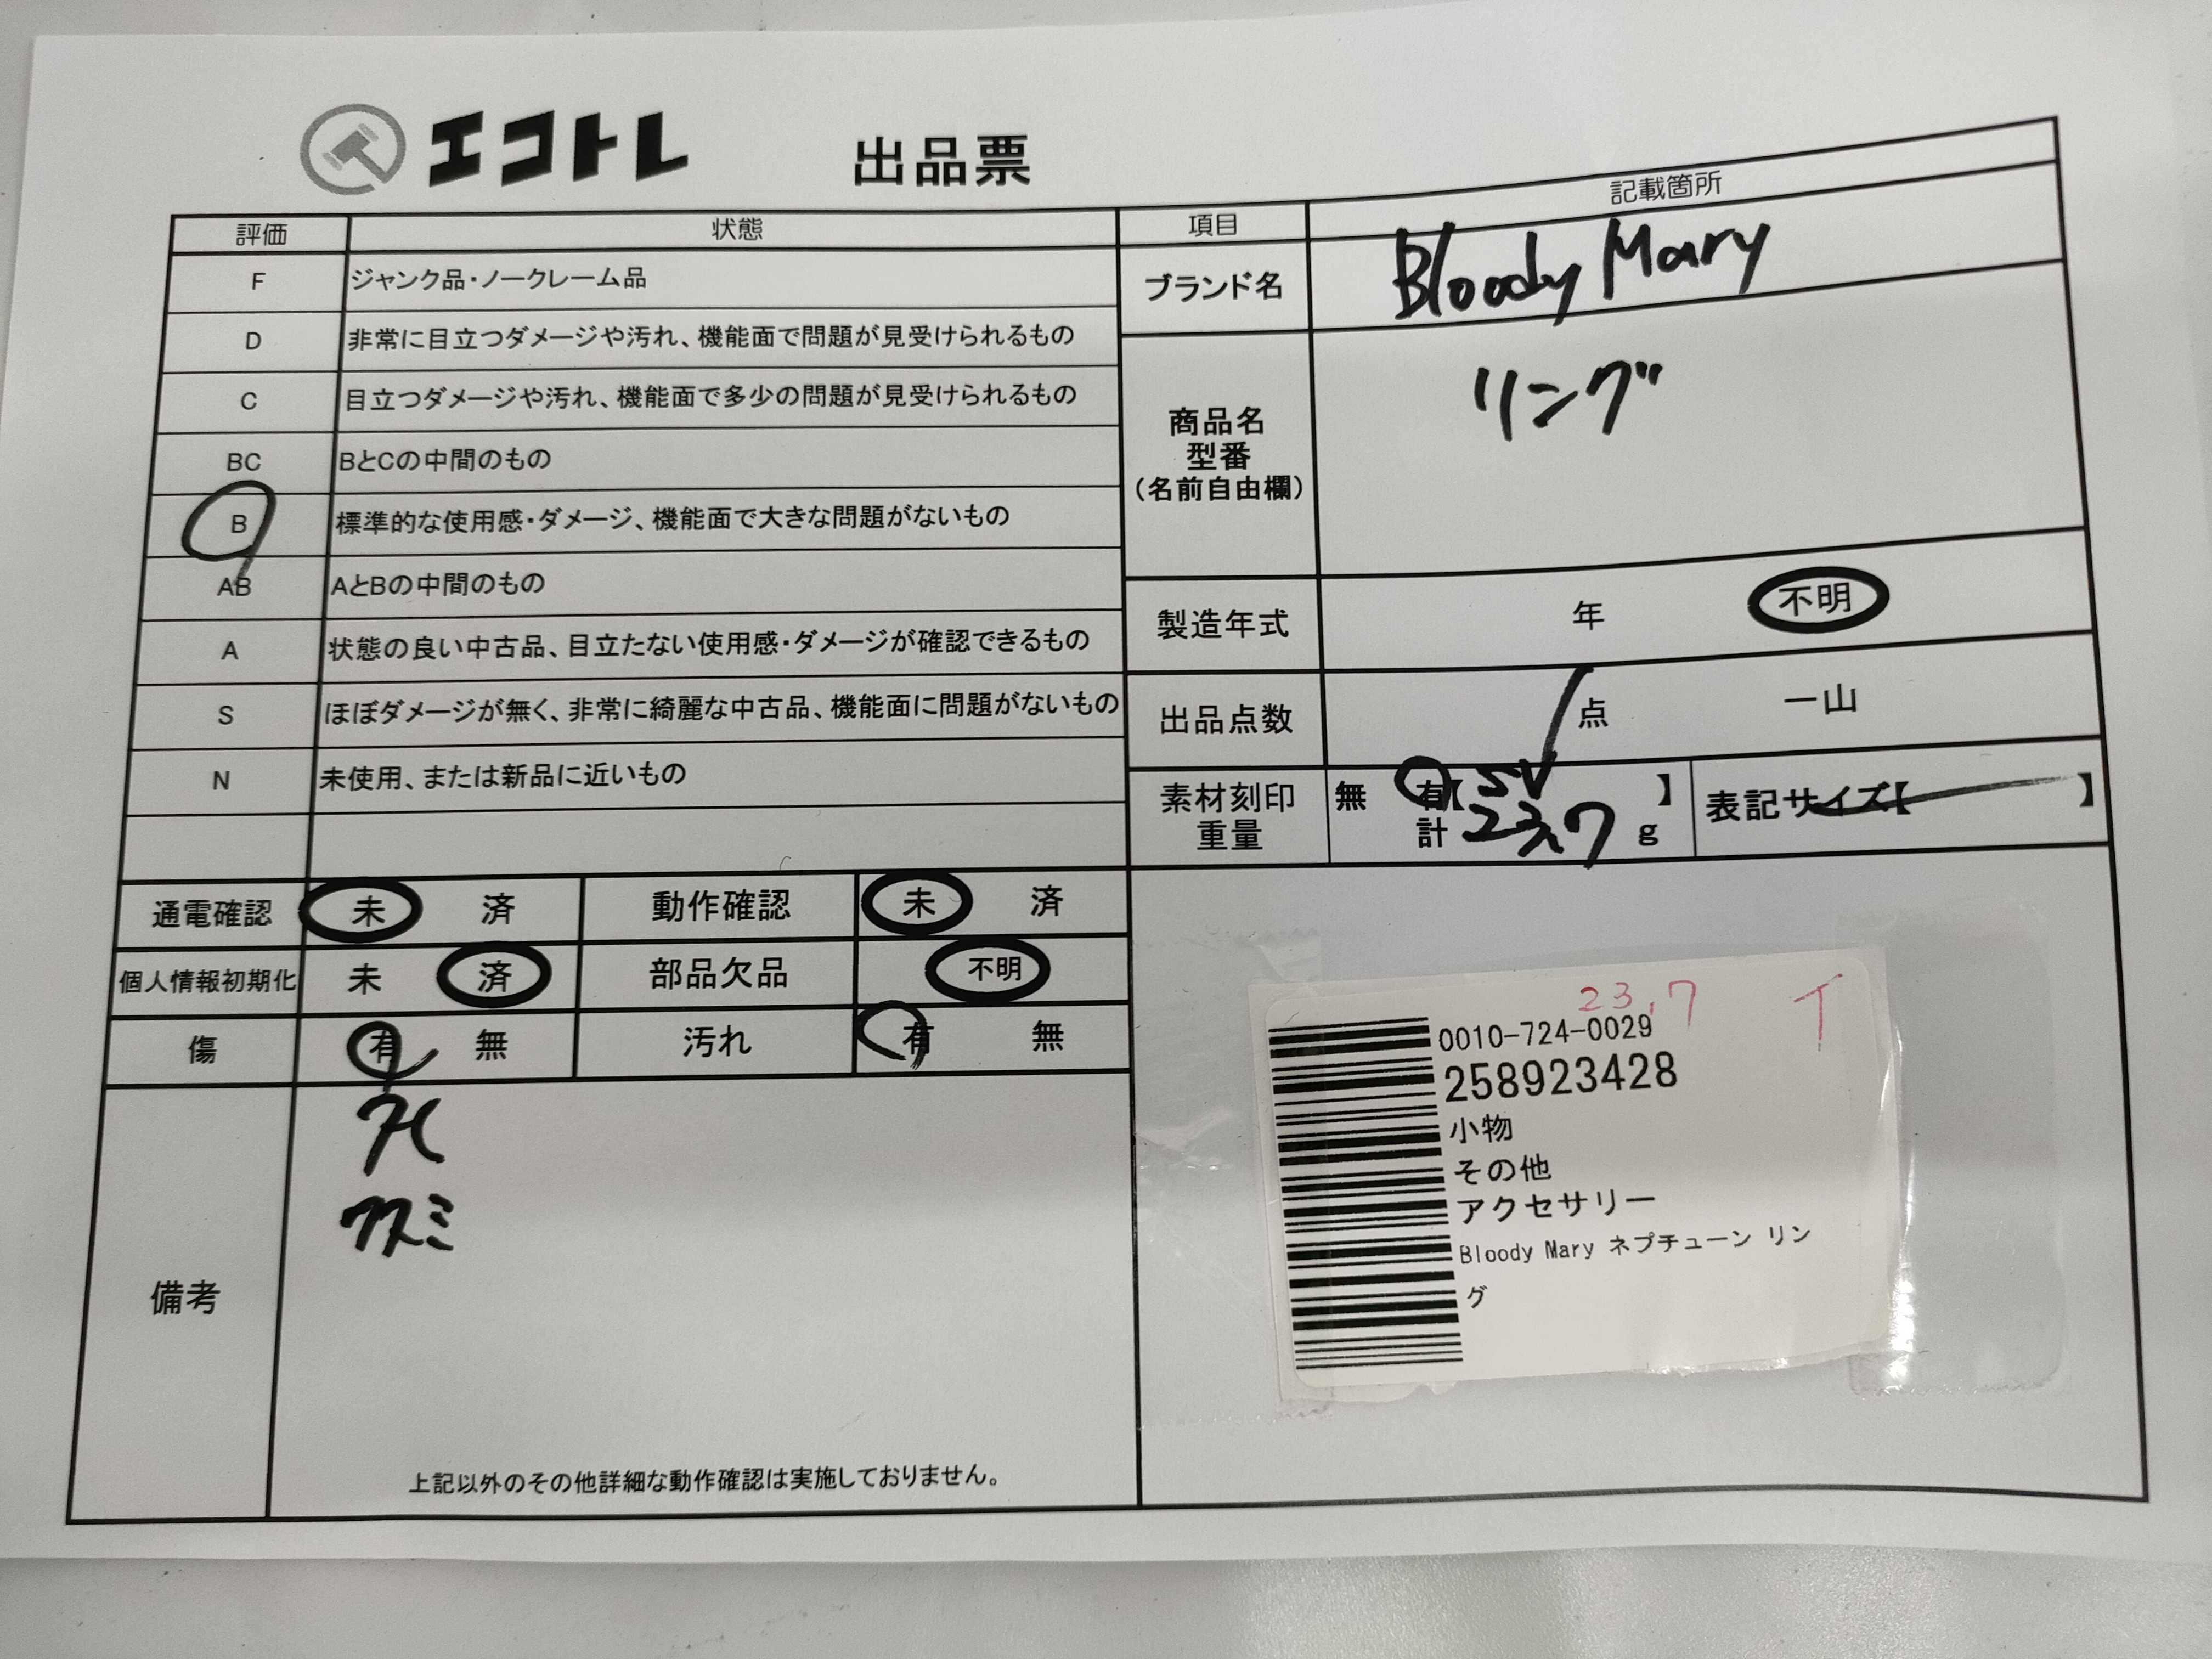 エコトレ 出品票
評価 状態 項目 記載箇所
F ジャンク品・ノークレーム品
D 非常に目立つダメージや汚れ、機能面で問題が見受けられるもの
C 目立つダメージや汚れ、機能面で多少の問題が見受けられるもの
BC BとCの中間のもの
B 標準的な使用感・ダメージ、機能面で大きな問題がないもの
AB AとBの中間のもの
A 状態の良い中古品、目立たない使用感・ダメージが確認できるもの
S ほぼダメージが無く、非常に綺麗な中古品、機能面に問題がないもの
N 未使用、または新品に近いもの
ブランド名 Bloody Mary
商品名
型番
(名前自由欄)
リング
製造年式 年 不明
出品点数 点 一山
素材刻印
重量
無 有【SV】
計 23.7 g
表記サイズ【 】
通電確認 未 済 動作確認 未 済
個人情報初期化 未 済 部品欠品 不明
傷 有 無 汚れ 有 無
備考
スレ
クスミ
上記以外のその他詳細な動作確認は実施しておりません。
23.7
0010-724-0029
258923428
小物
その他
アクセサリー
Bloody Mary ネプチューン リン
グ